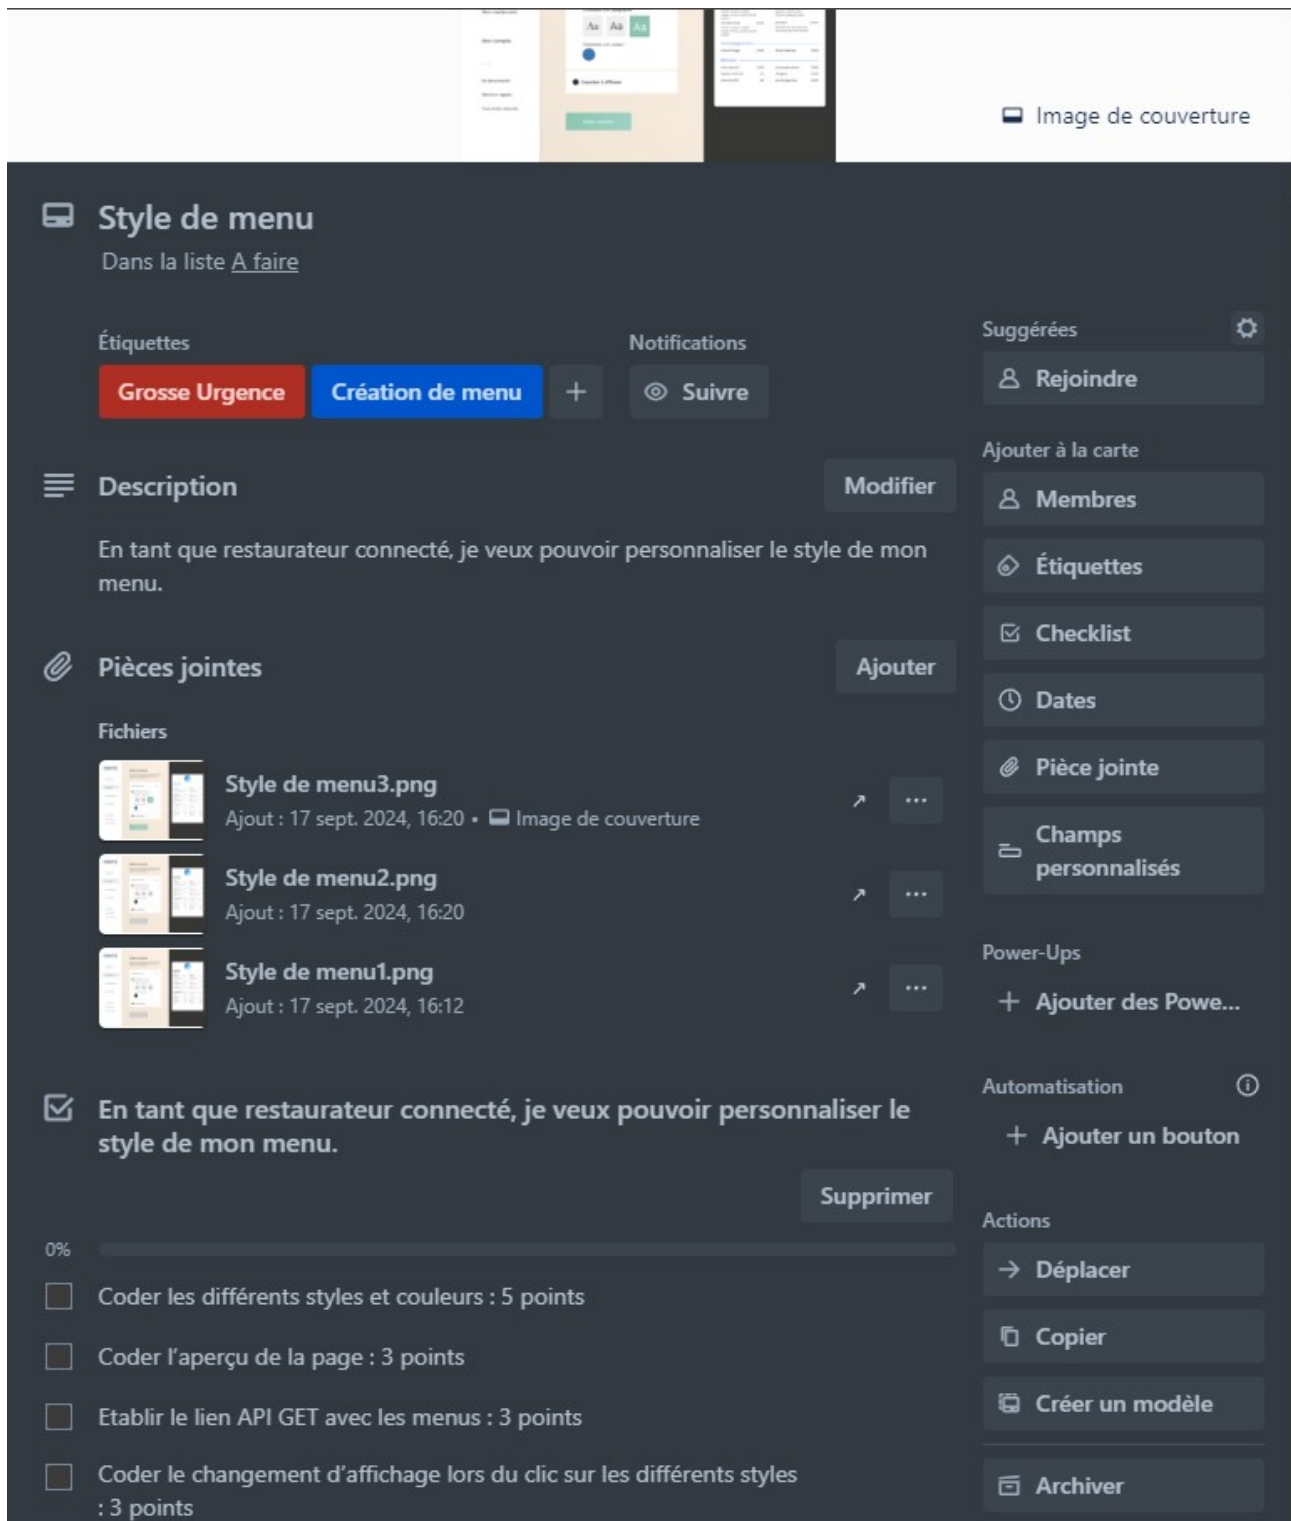 Aa Aa Aa
Image de couverture
Style de menu
Dans la liste A faire
Étiquettes
Grosse Urgence
Création de menu
Notifications
Suivre
Description
Modifier
En tant que restaurateur connecté, je veux pouvoir personnaliser le style de mon
menu.
Pièces jointes
Ajouter
Fichiers
Style de menu3.png
Ajout : 17 sept. 2024, 16:20 • Image de couverture
Style de menu2.png
Ajout : 17 sept. 2024, 16:20
Style de menu1.png
Ajout : 17 sept. 2024, 16:12
En tant que restaurateur connecté, je veux pouvoir personnaliser le
style de mon menu.
Supprimer
0%
Coder les différents styles et couleurs : 5 points
Coder l'aperçu de la page : 3 points
Etablir le lien API GET avec les menus : 3 points
Coder le changement d'affichage lors du clic sur les différents styles
: 3 points
Suggérées
Rejoindre
Ajouter à la carte
Membres
Étiquettes
Checklist
Dates
Pièce jointe
Champs
personnalisés
Power-Ups
Ajouter des Powe...
Automatisation
Ajouter un bouton
Actions
Déplacer
Copier
Créer un modèle
Archiver